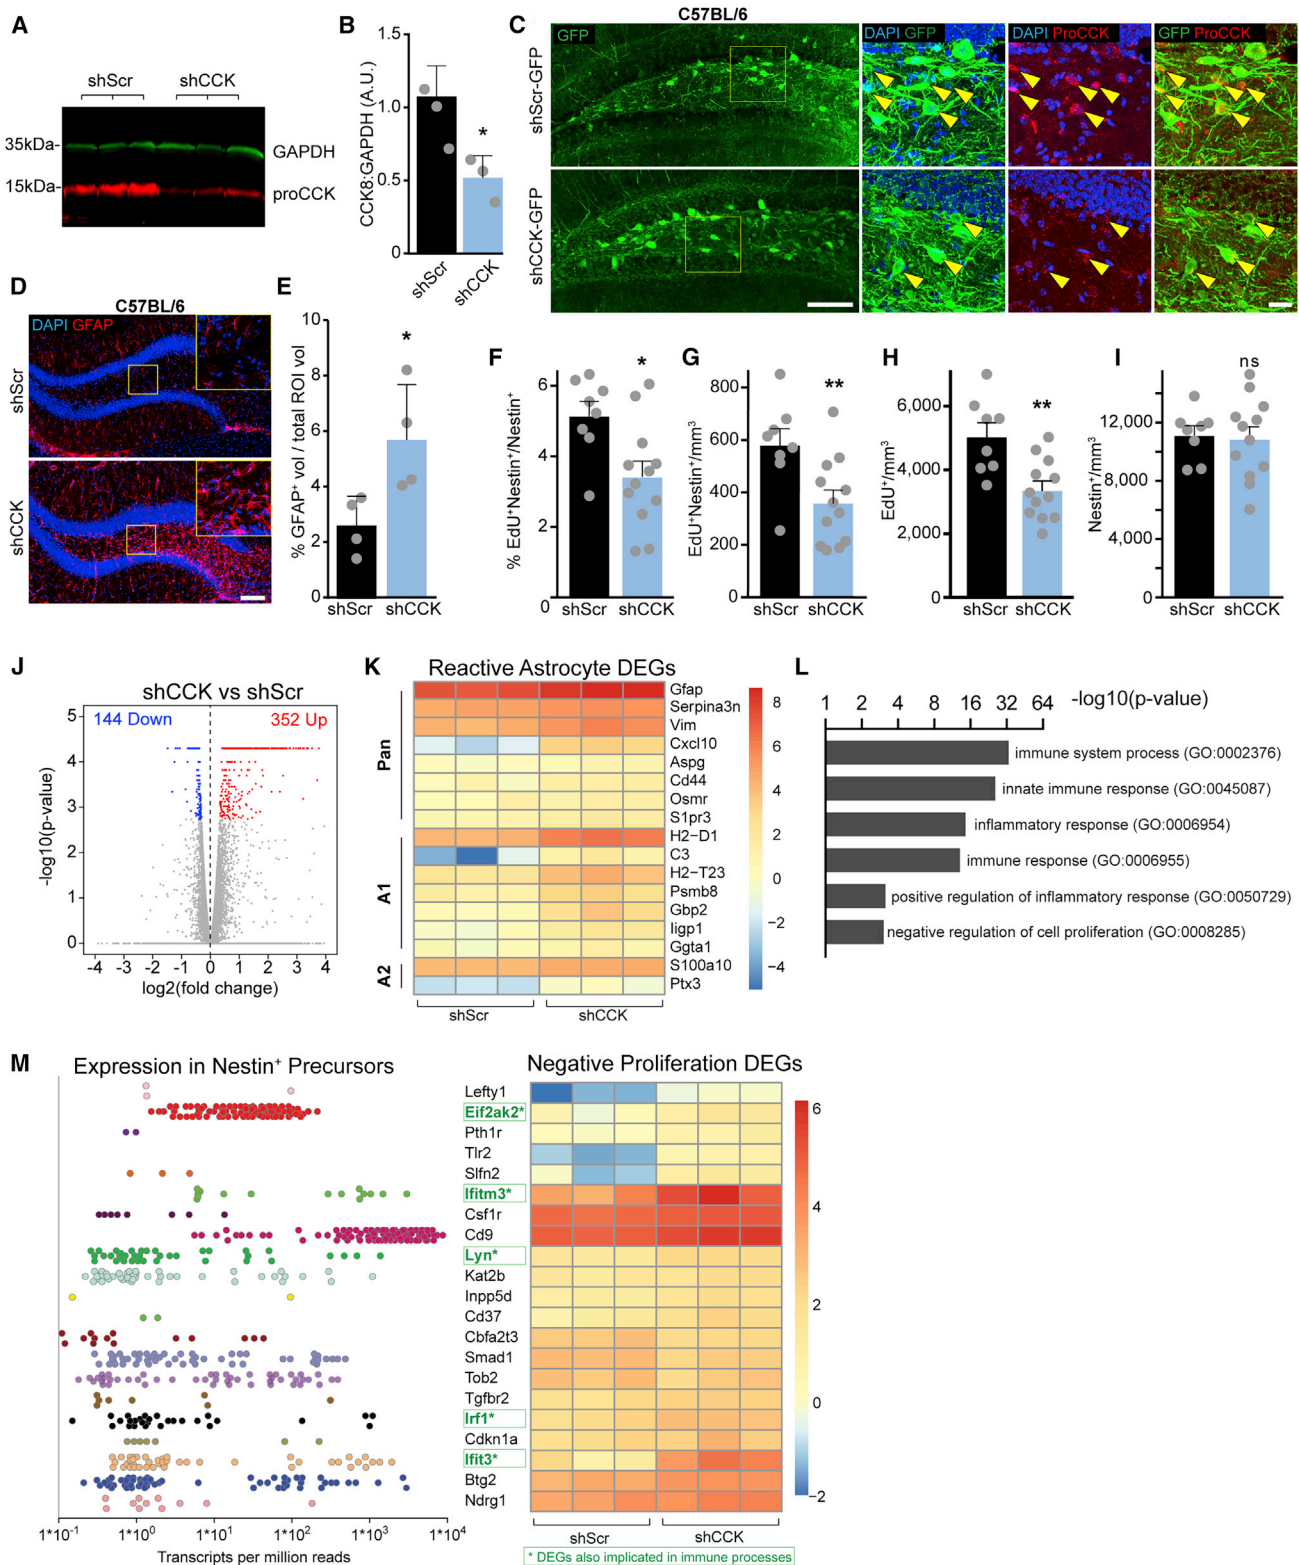 A
shScr
shCCK
35kDa-
GAPDH
15kDa-
proCCK
B
CCK8:GAPDH (A.U.)
1.5
1.0
0.5
0
*
shScr
shCCK
C
C57BL/6
shScr-GFP
shCCK-GFP
GFP
DAPI GFP
DAPI ProCCK
GFP ProCCK
D
C57BL/6
DAPI GFAP
shScr
shCCK
E
% GFAP+ vol / total ROI vol
10
8
6
4
2
0
*
shScr
shCCK
F
% EdU+Nestin+/Nestin+
6
4
2
0
*
shScr
shCCK
G
EdU+Nestin+/mm3
800
600
400
200
0
**
shScr
shCCK
H
EdU+/mm3
6,000
4,000
2,000
0
**
shScr
shCCK
I
Nestin+/mm3
12,000
8,000
4,000
0
ns
shScr
shCCK
J
shCCK vs shScr
144 Down
352 Up
-log10(p-value)
5
4
3
2
1
0
-4 -3 -2 -1 0 1 2 3 4
log2(fold change)
K
Reactive Astrocyte DEGs
Pan
A1
A2
Gfap
Serpina3n
Vim
Cxcl10
Aspg
Cd44
Osmr
S1pr3
H2−D1
C3
H2−T23
Psmb8
Gbp2
Iigp1
Ggta1
S100a10
Ptx3
8
6
4
2
0
−2
−4
shScr
shCCK
L
1 2 4 8 16 32 64
-log10(p-value)
immune system process (GO:0002376)
innate immune response (GO:0045087)
inflammatory response (GO:0006954)
immune response (GO:0006955)
positive regulation of inflammatory response (GO:0050729)
negative regulation of cell proliferation (GO:0008285)
M
Expression in Nestin+ Precursors
1*10-1
1*100
1*101
1*102
1*103
1*104
Transcripts per million reads
Negative Proliferation DEGs
Lefty1
Eif2ak2*
Pth1r
Tlr2
Slfn2
Ifitm3*
Csf1r
Cd9
Lyn*
Kat2b
Inpp5d
Cd37
Cbfa2t3
Smad1
Tob2
Tgfbr2
Irf1*
Cdkn1a
Ifit3*
Btg2
Ndrg1
6
4
2
0
−2
shScr
shCCK
* DEGs also implicated in immune processes